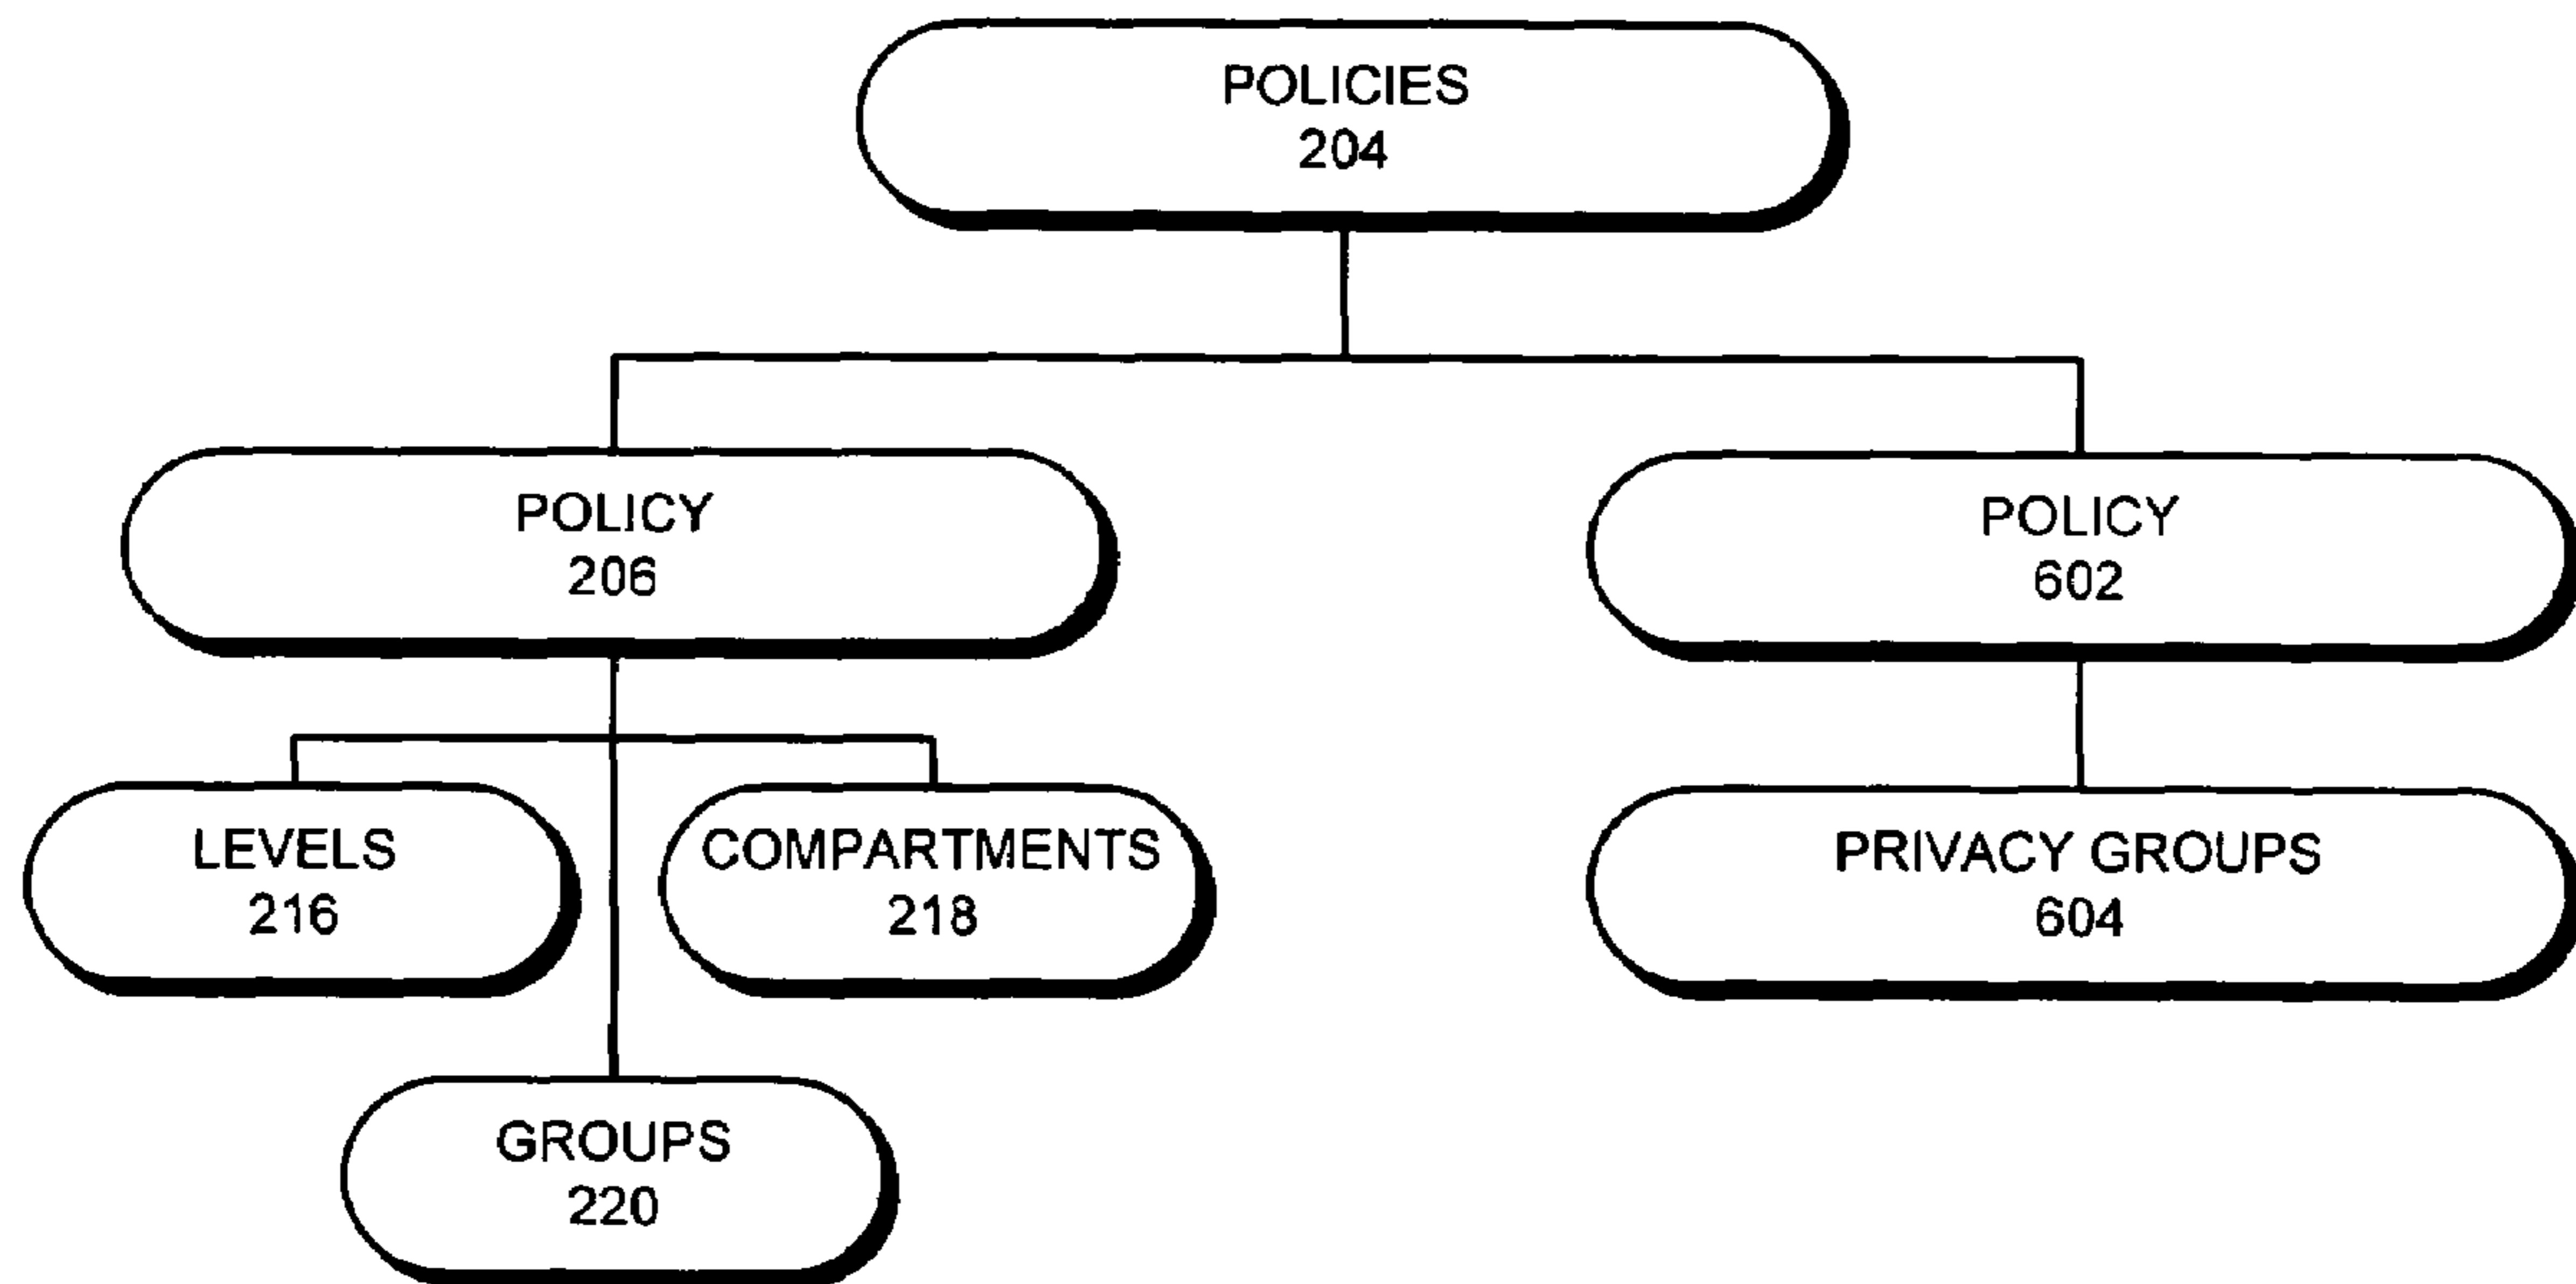 POLICIES
204
POLICY
206
POLICY
602
LEVELS
216
COMPARTMENTS
218
PRIVACY GROUPS
604
GROUPS
220